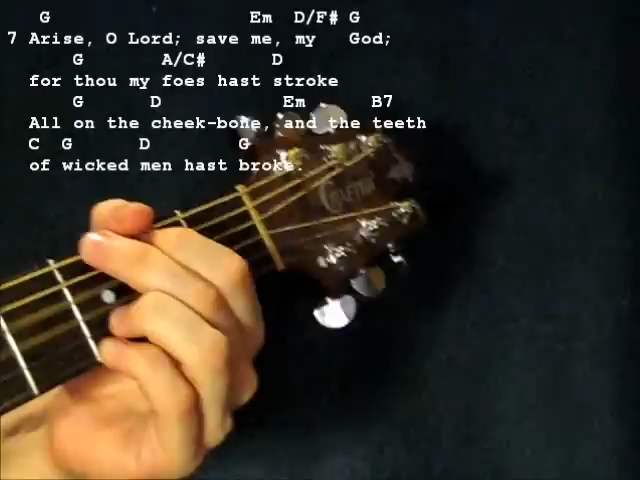 G Em D/F# G
7 Arise, O Lord; save me, my God;
G A/C# D
for thou my foes hast stroke
G D Em B7
All on the cheek-bone, and the teeth
C G D G
of wicked men hast broke.
Crafter